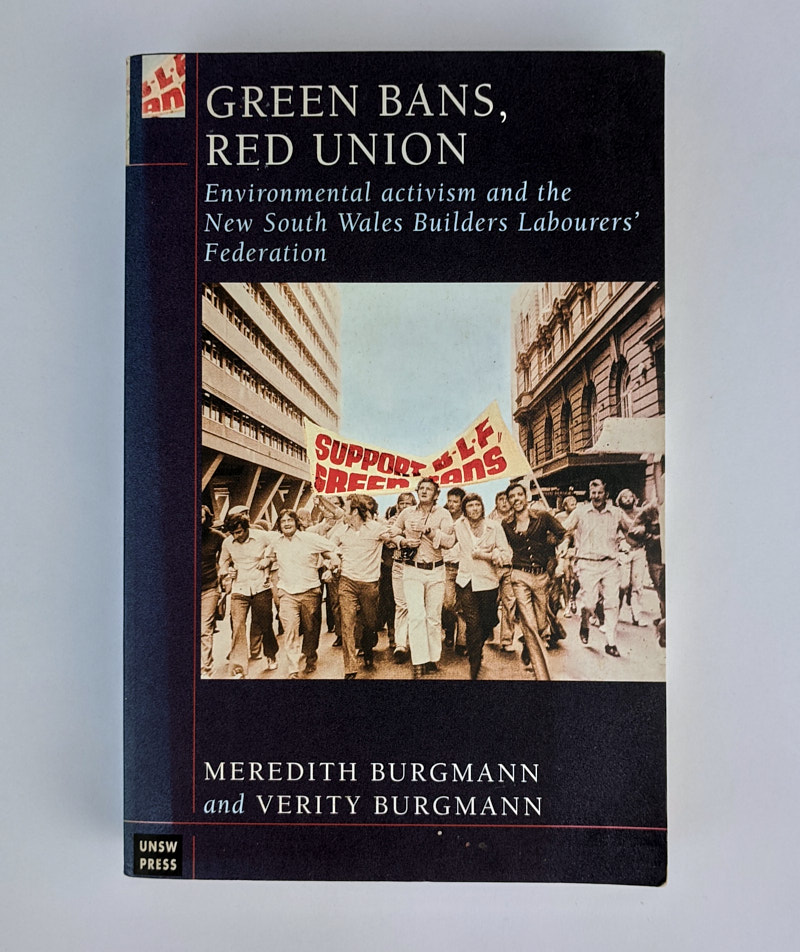 B·L·F
GREEN BANS,
RED UNION
Environmental activism and the
New South Wales Builders Labourers'
Federation
SUPPORT B·L·F
GREEN BANS
MEREDITH BURGMANN
and VERITY BURGMANN
UNSW
PRESS